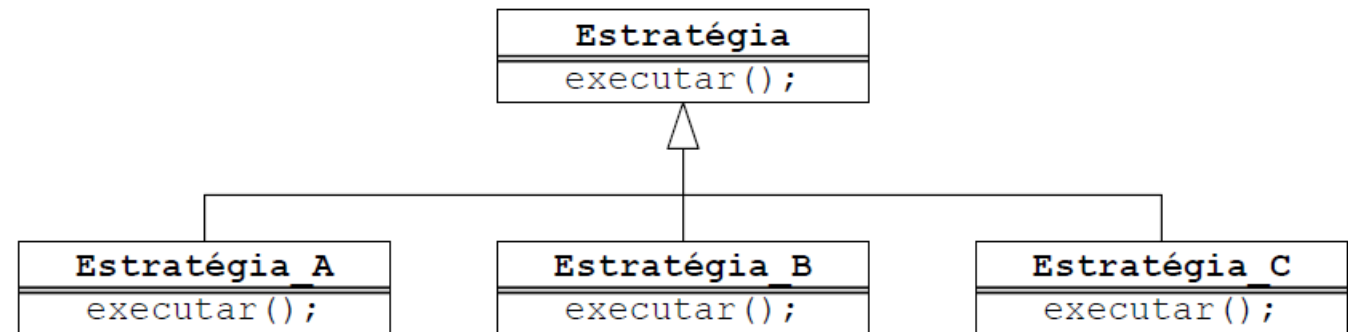 Estratégia
executar();
Estratégia_A
executar();
Estratégia_B
executar();
Estratégia_C
executar();